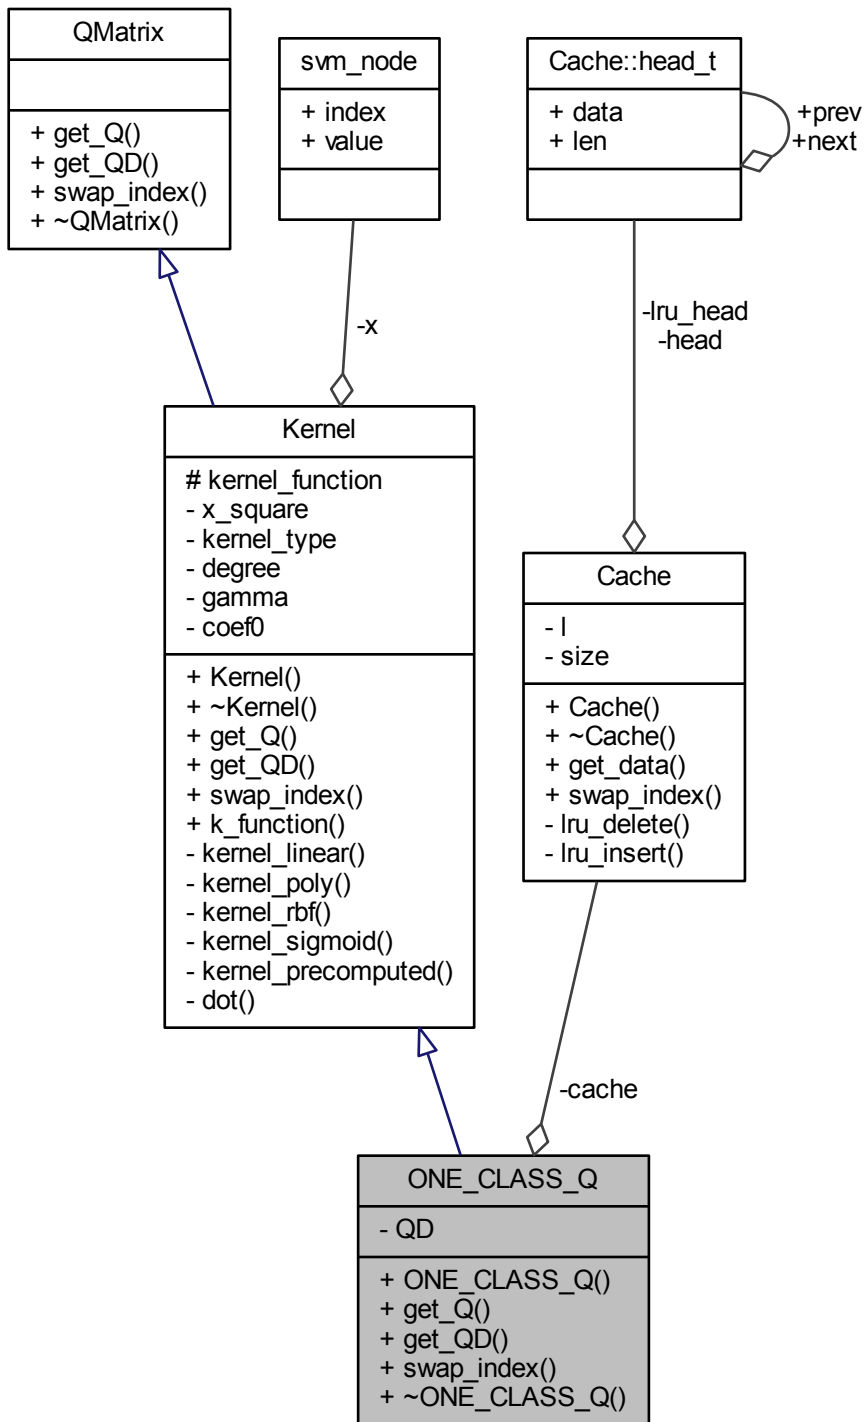 QMatrix
+ get_Q()
+ get_QD()
+ swap_index()
+ ~QMatrix()
svm_node
+ index
+ value
Cache::head_t
+ data
+ len
+prev
+next
-x
-lru_head
-head
Kernel
# kernel_function
- x_square
- kernel_type
- degree
- gamma
- coef0
+ Kernel()
+ ~Kernel()
+ get_Q()
+ get_QD()
+ swap_index()
+ k_function()
- kernel_linear()
- kernel_poly()
- kernel_rbf()
- kernel_sigmoid()
- kernel_precomputed()
- dot()
Cache
- l
- size
+ Cache()
+ ~Cache()
+ get_data()
+ swap_index()
- lru_delete()
- lru_insert()
-cache
ONE_CLASS_Q
- QD
+ ONE_CLASS_Q()
+ get_Q()
+ get_QD()
+ swap_index()
+ ~ONE_CLASS_Q()